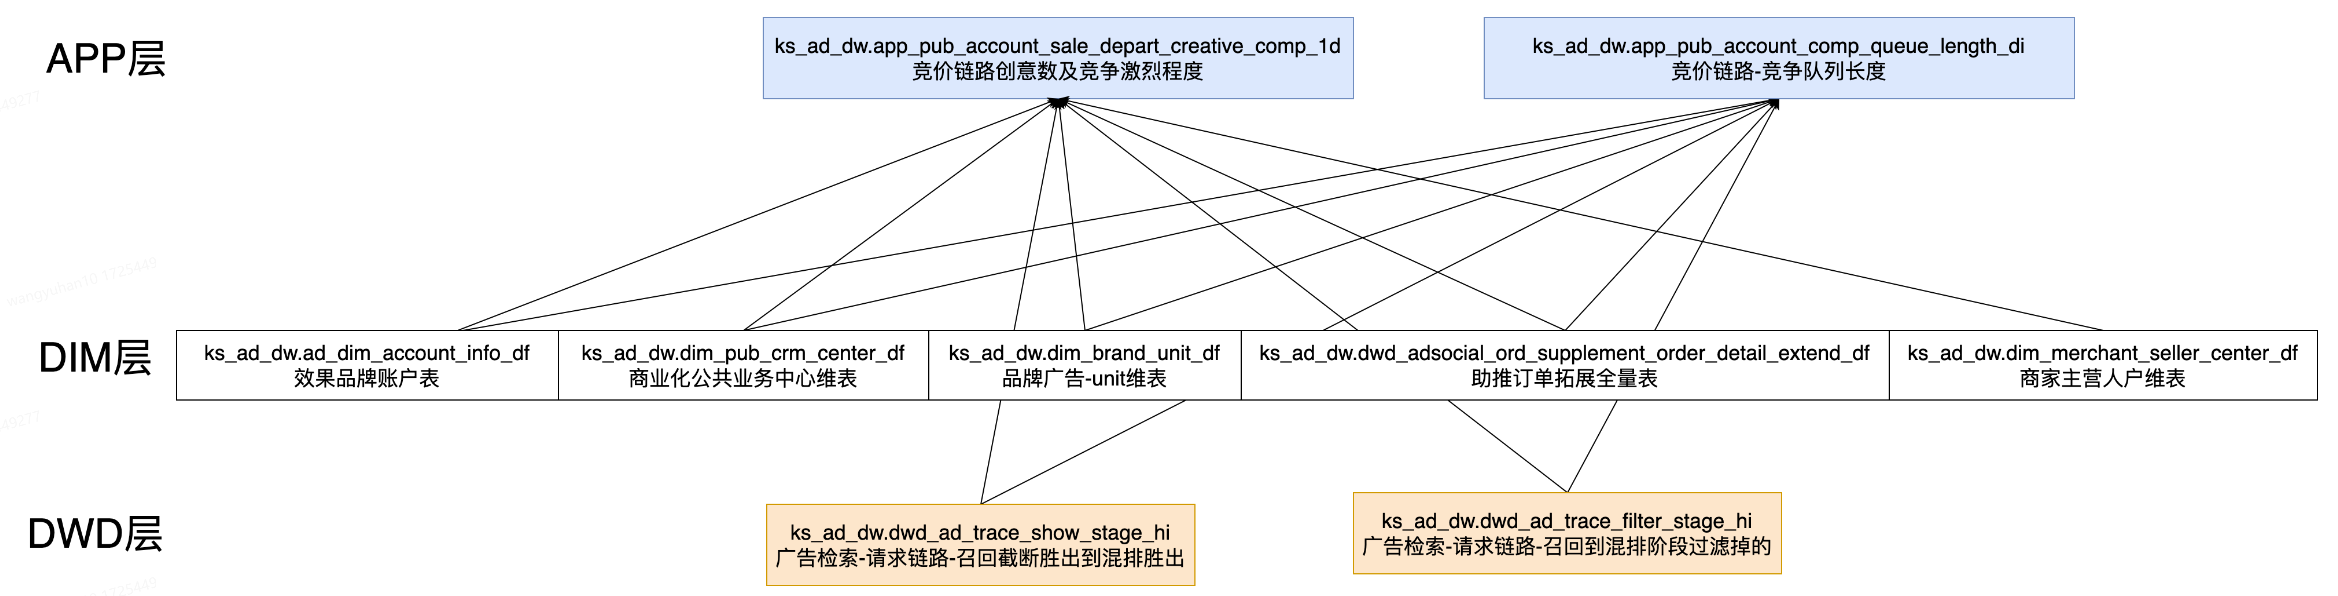 APP层
ks_ad_dw.app_pub_account_sale_depart_creative_comp_1d
竞价链路创意数及竞争激烈程度
ks_ad_dw.app_pub_account_comp_queue_length_di
竞价链路-竞争队列长度
49277
wangyuhan10 1725449
DIM层
ks_ad_dw.ad_dim_account_info_df
效果品牌账户表
ks_ad_dw.dim_pub_crm_center_df
商业化公共业务中心维表
ks_ad_dw.dim_brand_unit_df
品牌广告-unit维表
ks_ad_dw.dwd_adsocial_ord_supplement_order_detail_extend_df
助推订单拓展全量表
ks_ad_dw.dim_merchant_seller_center_df
商家主营人户维表
49277
DWD层
ks_ad_dw.dwd_ad_trace_show_stage_hi
广告检索-请求链路-召回截断胜出到混排胜出
ks_ad_dw.dwd_ad_trace_filter_stage_hi
广告检索-请求链路-召回到混排阶段过滤掉的
1725449